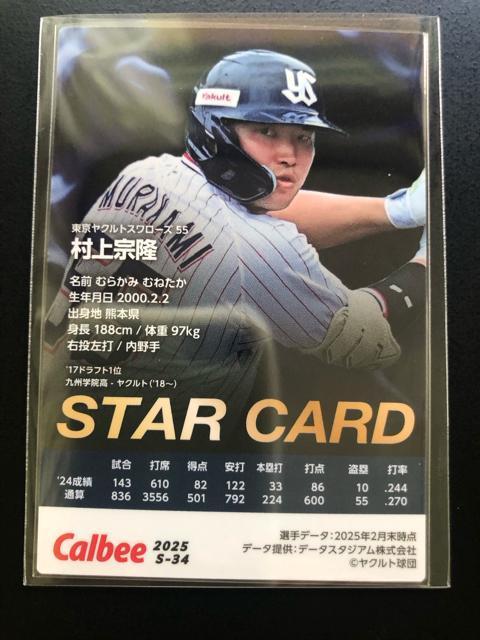 Yakult
YS
MURAKAMI
東京ヤクルトスワローズ 55
村上宗隆
名前 むらかみ むねたか
生年月日 2000.2.2
出身地 熊本県
身長 188cm / 体重 97kg
右投左打 / 内野手
'17ドラフト1位
九州学院高 - ヤクルト('18〜)
STAR CARD
試合 打席 得点 安打 本塁打 打点 盗塁 打率
'24成績 143 610 82 122 33 86 10 .244
通算 836 3556 501 792 224 600 55 .270
Calbee 2025
S-34
選手データ:2025年2月末時点
データ提供:データスタジアム株式会社
©ヤクルト球団